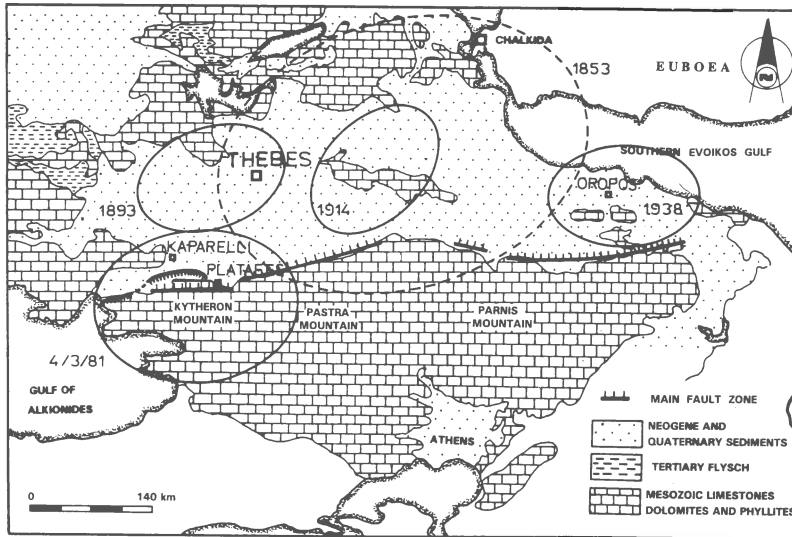 CHALKIDA
EUBOEA
1853
SOUTHERN EVOIKOS GULF
THEBES
OROPOS
1893
1914
1938
KAPARELLI
PLATAEES
KYTHERON
MOUNTAIN
PASTRA
MOUNTAIN
PARNIS
MOUNTAIN
4/3/81
GULF OF
ALKIONIDES
ATHENS
MAIN FAULT ZONE
NEOGENE AND
QUATERNARY SEDIMENTS
TERTIARY FLYSCH
MESOZOIC LIMESTONES
DOLOMITES AND PHYLLITES
0 140 km